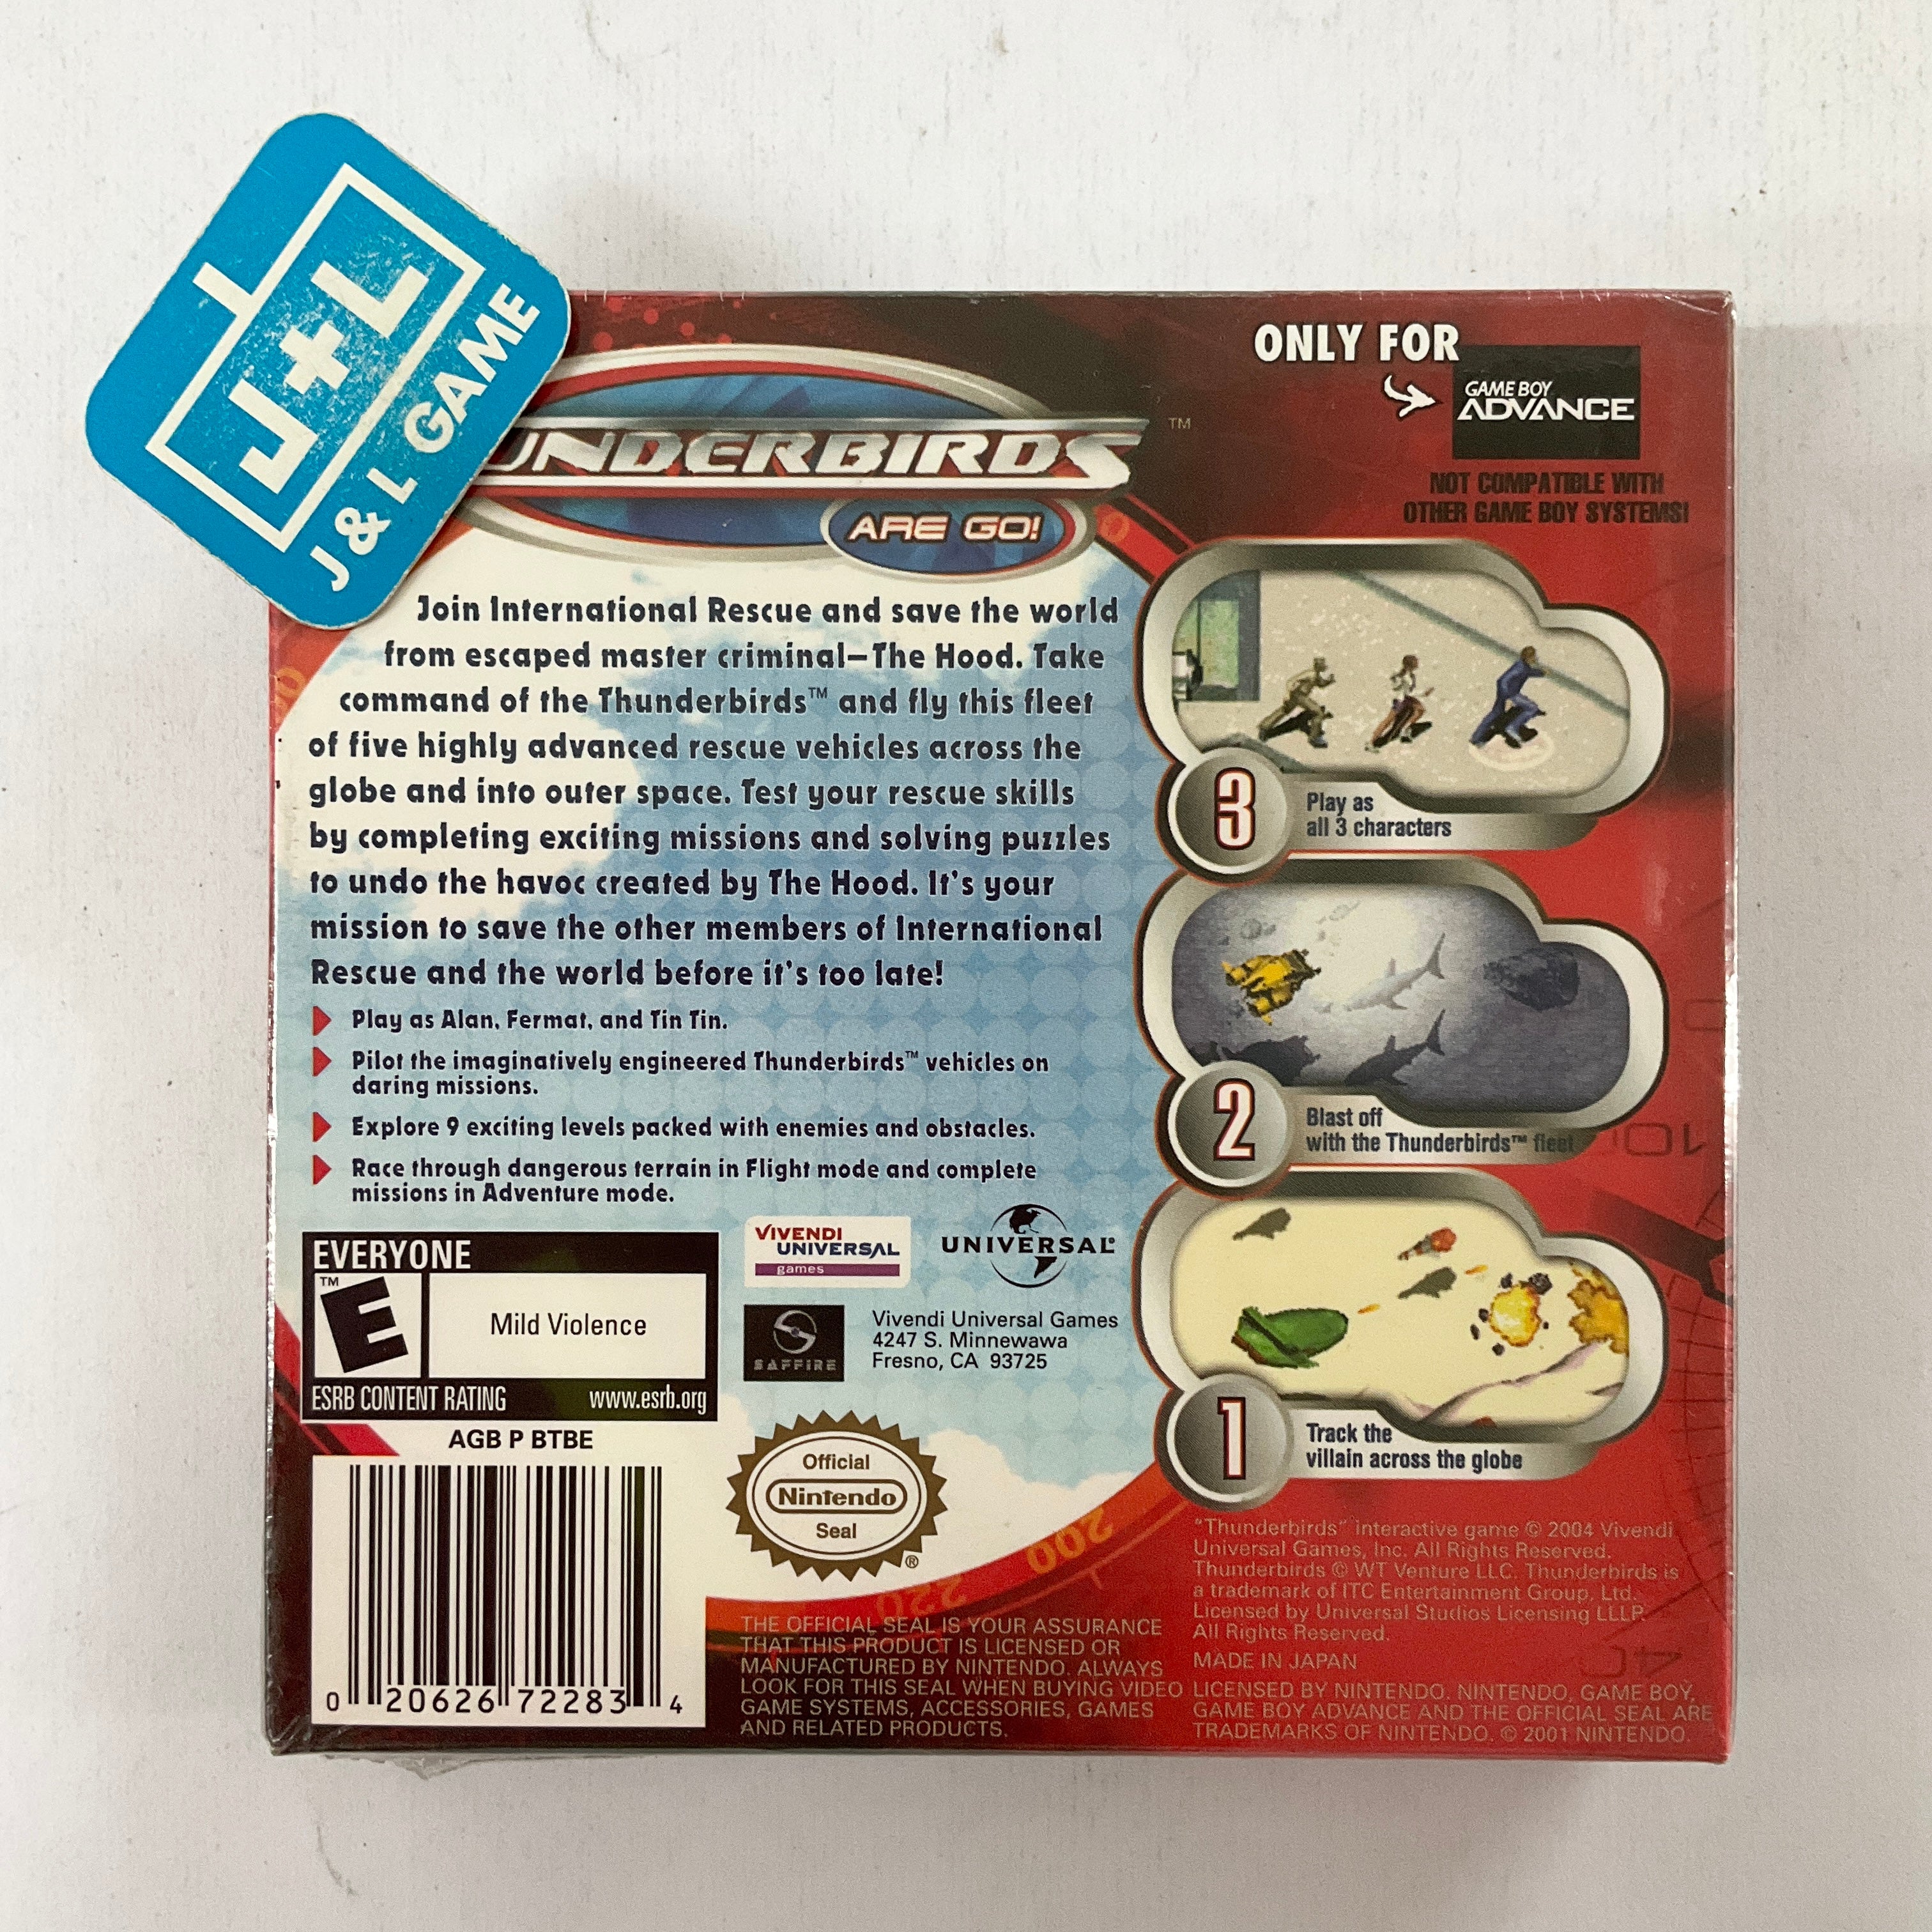 J+L
J & L GAME
UNDERBIRDS ™
ARE GO!
ONLY FOR
GAME BOY
ADVANCE
NOT COMPATIBLE WITH
OTHER GAME BOY SYSTEMS!
Join International Rescue and save the world
from escaped master criminal—The Hood. Take
command of the Thunderbirds™ and fly this fleet
of five highly advanced rescue vehicles across the
globe and into outer space. Test your rescue skills
by completing exciting missions and solving puzzles
to undo the havoc created by The Hood. It's your
mission to save the other members of International
Rescue and the world before it's too late!
Play as Alan, Fermat, and Tin Tin.
Pilot the imaginatively engineered Thunderbirds™ vehicles on
daring missions.
Explore 9 exciting levels packed with enemies and obstacles.
Race through dangerous terrain in Flight mode and complete
missions in Adventure mode.
3
Play as
all 3 characters
2
Blast off
with the Thunderbirds™ fleet
1
Track the
villain across the globe
EVERYONE
TM
E
Mild Violence
ESRB CONTENT RATING www.esrb.org
VIVENDI
UNIVERSAL
games
UNIVERSAL®
SAFFIRE
Vivendi Universal Games
4247 S. Minnewawa
Fresno, CA 93725
AGB P BTBE
0 20626 72283 4
Official
Nintendo
Seal
®
200
220
THE OFFICIAL SEAL IS YOUR ASSURANCE
THAT THIS PRODUCT IS LICENSED OR
MANUFACTURED BY NINTENDO. ALWAYS
LOOK FOR THIS SEAL WHEN BUYING VIDEO
GAME SYSTEMS, ACCESSORIES, GAMES
AND RELATED PRODUCTS.
"Thunderbirds" interactive game © 2004 Vivendi
Universal Games, Inc. All Rights Reserved.
Thunderbirds © WT Venture LLC. Thunderbirds is
a trademark of ITC Entertainment Group, Ltd.
Licensed by Universal Studios Licensing LLLP.
All Rights Reserved.
MADE IN JAPAN
LICENSED BY NINTENDO. NINTENDO, GAME BOY,
GAME BOY ADVANCE AND THE OFFICIAL SEAL ARE
TRADEMARKS OF NINTENDO. © 2001 NINTENDO.